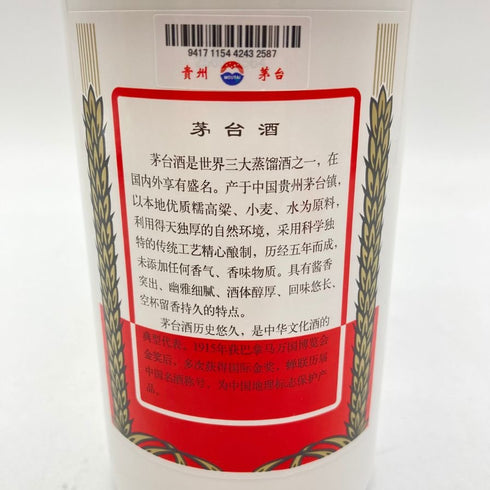 9417 1154 4243 2587
貴州 MOUTAI 茅台
茅台酒
茅台酒是世界三大蒸馏酒之一，在
国内外享有盛名。产于中国贵州茅台镇，
以本地优质糯高粱、小麦、水为原料，
利用得天独厚的自然环境，采用科学独
特的传统工艺精心酿制，历经五年而成，
未添加任何香气、香味物质。具有酱香
突出、幽雅细腻、酒体醇厚、回味悠长、
空杯留香持久的特点。
茅台酒历史悠久，是中华文化酒的
典型代表。1915年获巴拿马万国博览会
金奖后，多次获得国际金奖，蝉联历届
中国名酒称号，为中国地理标志保护产
品。